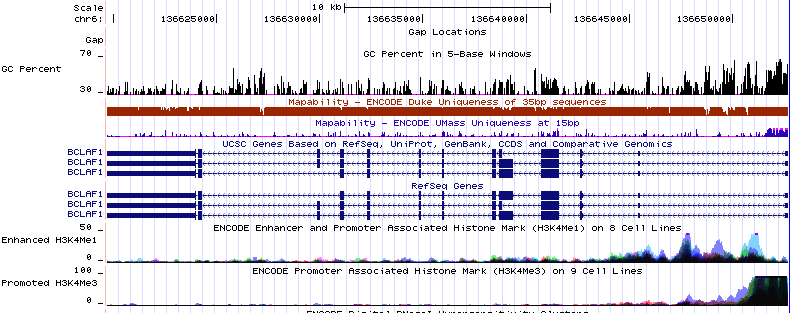 Scale 10 kb
chr6: 136625000 136630000 136635000 136640000 136645000 136650000
Gap Locations
Gap
70 GC Percent in 5-Base Windows
GC Percent
30
Mapability - ENCODE Duke Uniqueness of 35bp sequences
Mapability - ENCODE UMass Uniqueness at 15bp
UCSC Genes Based on RefSeq, UniProt, GenBank, CCDS and Comparative Genomics
BCLAF1
BCLAF1
BCLAF1
RefSeq Genes
BCLAF1
BCLAF1
BCLAF1
50 ENCODE Enhancer and Promoter Associated Histone Mark (H3K4Me1) on 8 Cell Lines
Enhanced H3K4Me1
0
100 ENCODE Promoter Associated Histone Mark (H3K4Me3) on 9 Cell Lines
Promoted H3K4Me3
0